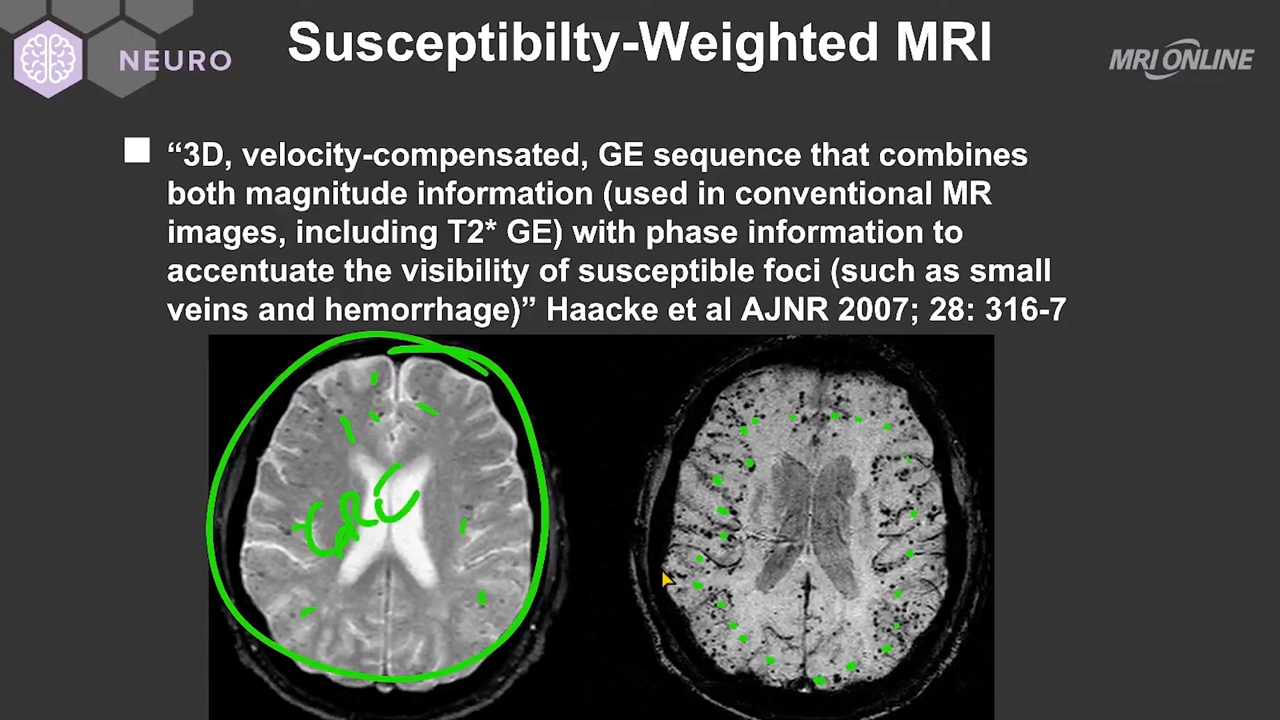 Susceptibilty-Weighted MRI
NEURO
MRI ONLINE
“3D, velocity-compensated, GE sequence that combines
both magnitude information (used in conventional MR
images, including T2* GE) with phase information to
accentuate the visibility of susceptible foci (such as small
veins and hemorrhage)” Haacke et al AJNR 2007; 28: 316-7